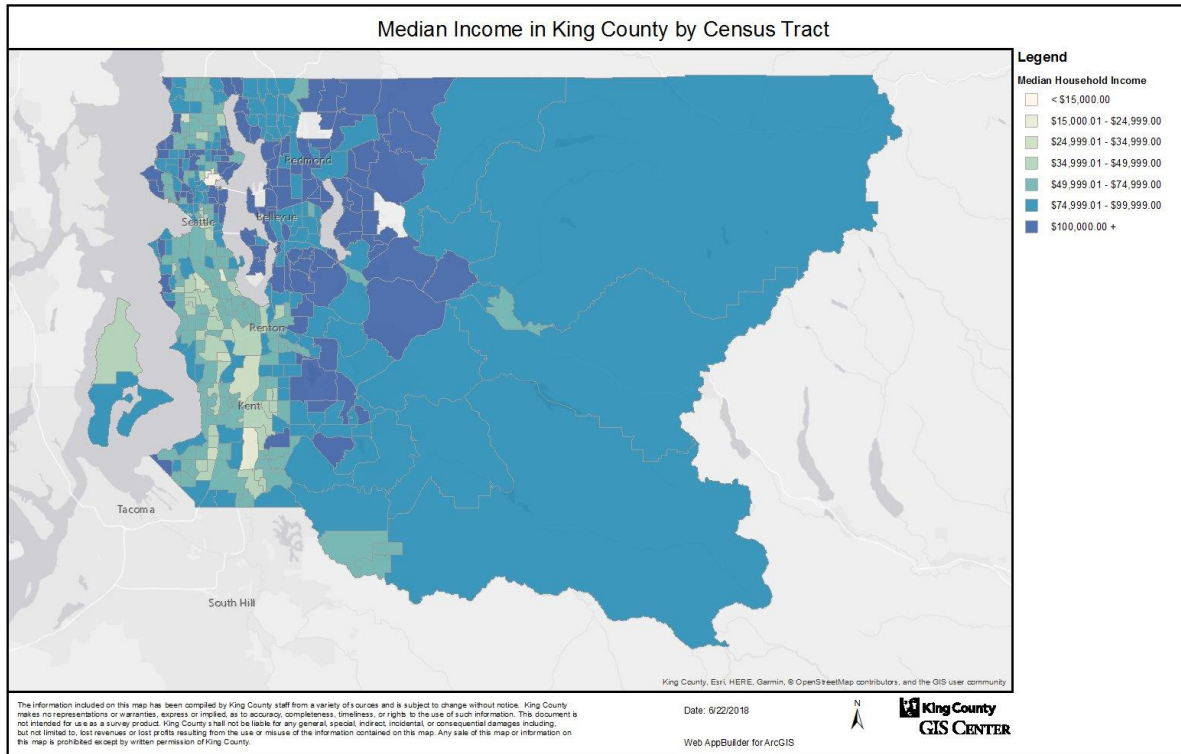 Median Income in King County by Census Tract
Legend
Median Household Income
< $15,000.00
$15,000.01 - $24,999.00
$24,999.01 - $34,999.00
$34,999.01 - $49,999.00
$49,999.01 - $74,999.00
$74,999.01 - $99,999.00
$100,000.00 +
Redmond
Bellevue
Seattle
Renton
Kent
Tacoma
South Hill
King County, Esri, HERE, Garmin, © OpenStreetMap contributors, and the GIS user community
The information included on this map has been compiled by King County staff from a variety of sources and is subject to change without notice. King County
makes no representations or warranties, express or implied, as to accuracy, completeness, timeliness, or rights to the use of such information. This document is
not intended for use as a survey product. King County shall not be liable for any general, special, indirect, incidental, or consequential damages including,
but not limited to, lost revenues or lost profits resulting from the use or misuse of the information contained on this map. Any sale of this map or information on
this map is prohibited except by written permission of King County.
Date: 6/22/2018
Web AppBuilder for ArcGIS
N
King County
GIS CENTER